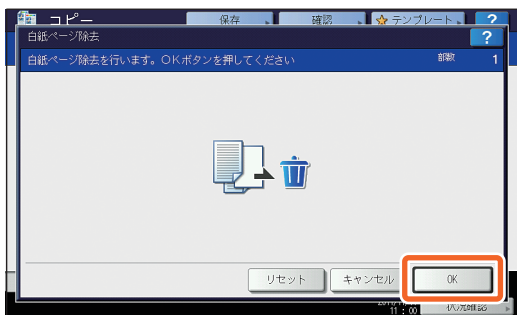 コピー 保存 確認 テンプレート ?
白紙ページ除去 ?
白紙ページ除去を行います。OKボタンを押してください 部数 1
リセット キャンセル OK
11:00 状況確認